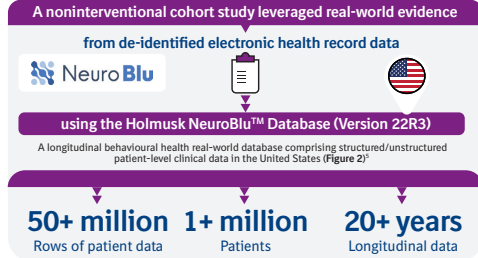 A noninterventional cohort study leveraged real-world evidence
from de-identified electronic health record data
NeuroBlu
using the Holmusk NeuroBlu™ Database (Version 22R3)
A longitudinal behavioural health real-world database comprising structured/unstructured
patient-level clinical data in the United States (Figure 2)⁵
50+ million 1+ million 20+ years
Rows of patient data Patients Longitudinal data